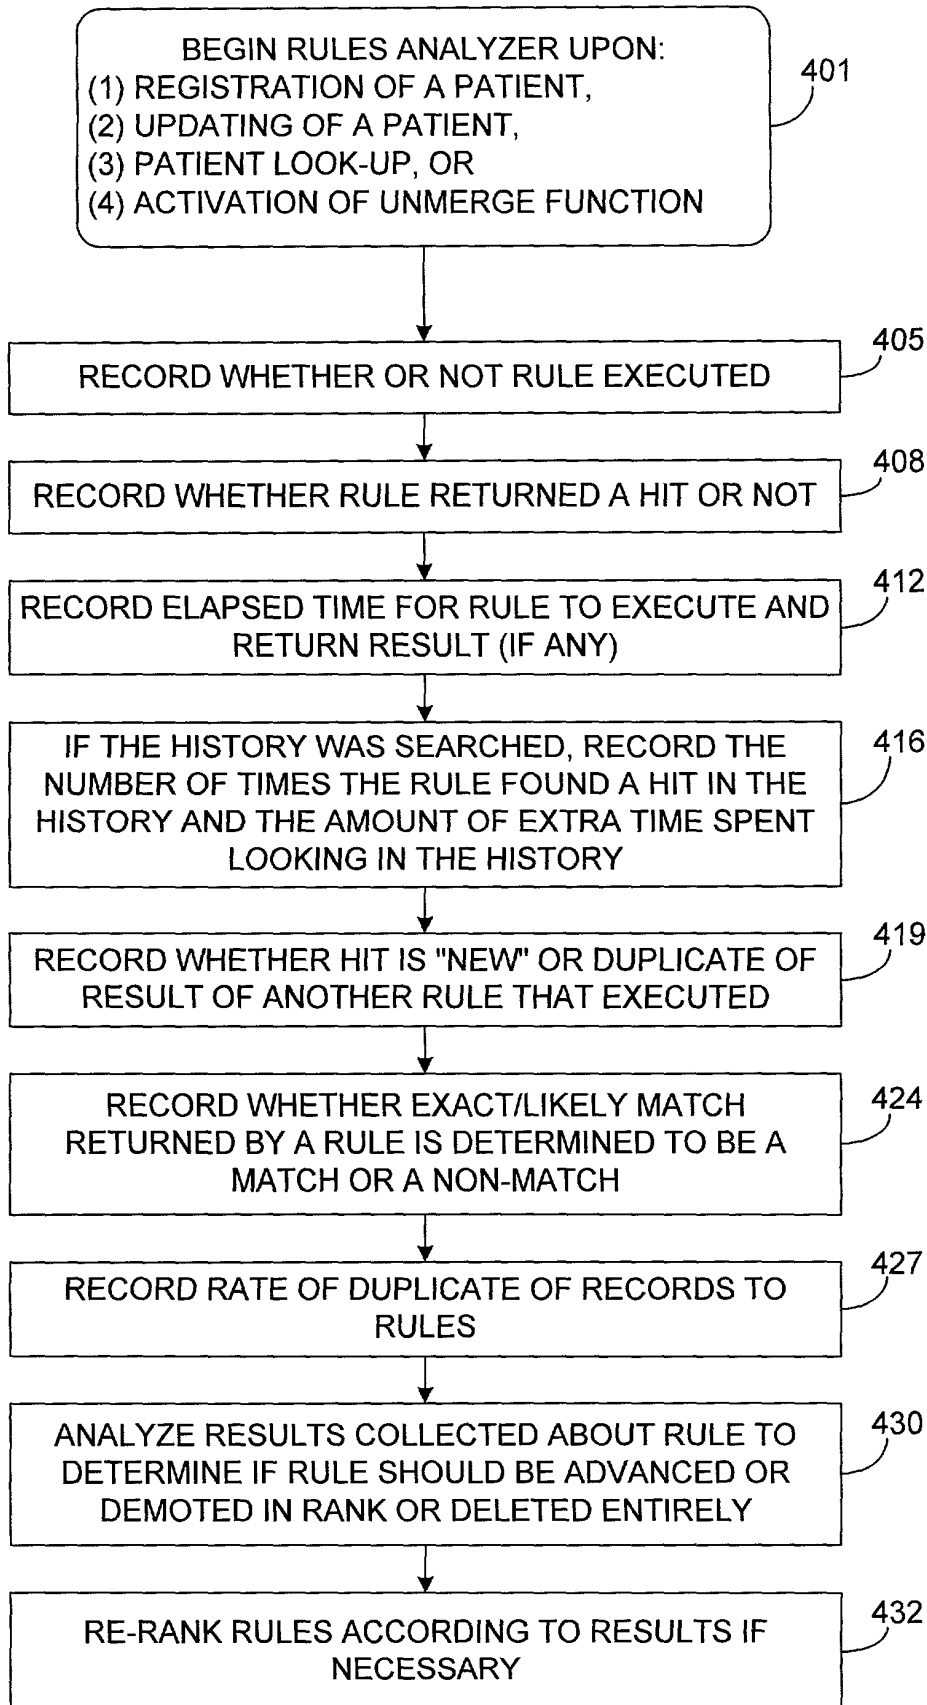 BEGIN RULES ANALYZER UPON:
(1) REGISTRATION OF A PATIENT,
(2) UPDATING OF A PATIENT,
(3) PATIENT LOOK-UP, OR
(4) ACTIVATION OF UNMERGE FUNCTION
401
RECORD WHETHER OR NOT RULE EXECUTED
405
RECORD WHETHER RULE RETURNED A HIT OR NOT
408
RECORD ELAPSED TIME FOR RULE TO EXECUTE AND
RETURN RESULT (IF ANY)
412
IF THE HISTORY WAS SEARCHED, RECORD THE
NUMBER OF TIMES THE RULE FOUND A HIT IN THE
HISTORY AND THE AMOUNT OF EXTRA TIME SPENT
LOOKING IN THE HISTORY
416
RECORD WHETHER HIT IS "NEW" OR DUPLICATE OF
RESULT OF ANOTHER RULE THAT EXECUTED
419
RECORD WHETHER EXACT/LIKELY MATCH
RETURNED BY A RULE IS DETERMINED TO BE A
MATCH OR A NON-MATCH
424
RECORD RATE OF DUPLICATE OF RECORDS TO
RULES
427
ANALYZE RESULTS COLLECTED ABOUT RULE TO
DETERMINE IF RULE SHOULD BE ADVANCED OR
DEMOTED IN RANK OR DELETED ENTIRELY
430
RE-RANK RULES ACCORDING TO RESULTS IF
NECESSARY
432